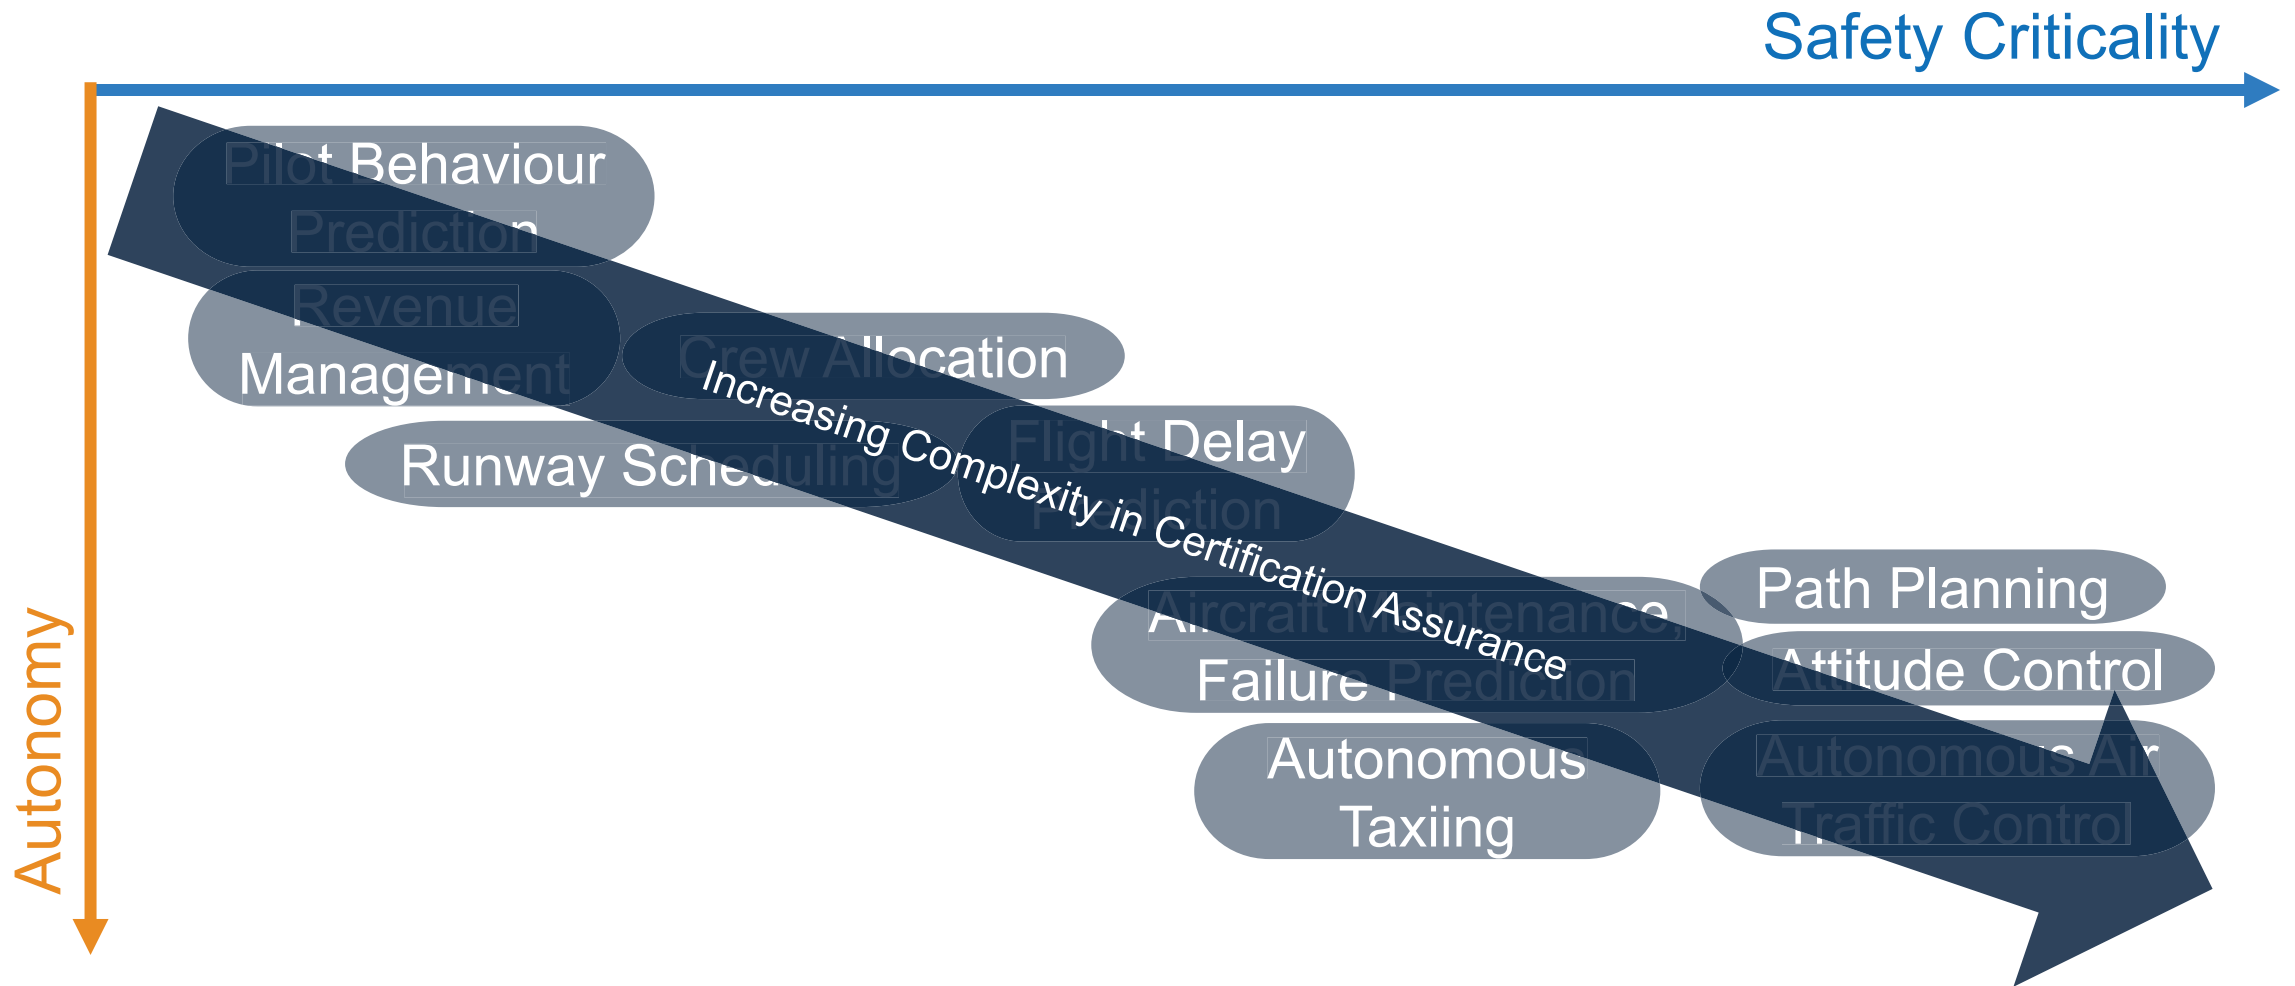 Safety Criticality
Pilot Behaviour
Prediction
Revenue
Management
Crew Allocation
Increasing Complexity in Certification Assurance
Runway Scheduling
Flight Delay
Prediction
Path Planning
Aircraft Maintenance,
Failure Prediction
Attitude Control
Autonomous
Taxiing
Autonomous Air
Traffic Control
Autonomy